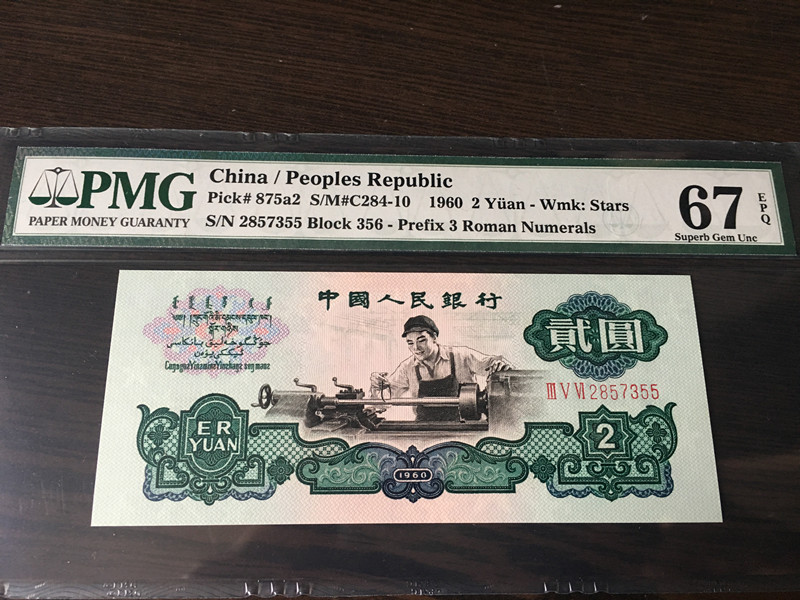 PMG
PAPER MONEY GUARANTY
China / Peoples Republic
Pick# 875a2 S/M#C284-10 1960 2 Yüan - Wmk: Stars
S/N 2857355 Block 356 - Prefix 3 Roman Numerals
67
EPQ
Superb Gem Unc
中國人民銀行
貳圓
ⅢⅤⅥ2857355
ER
YUAN
1960
2